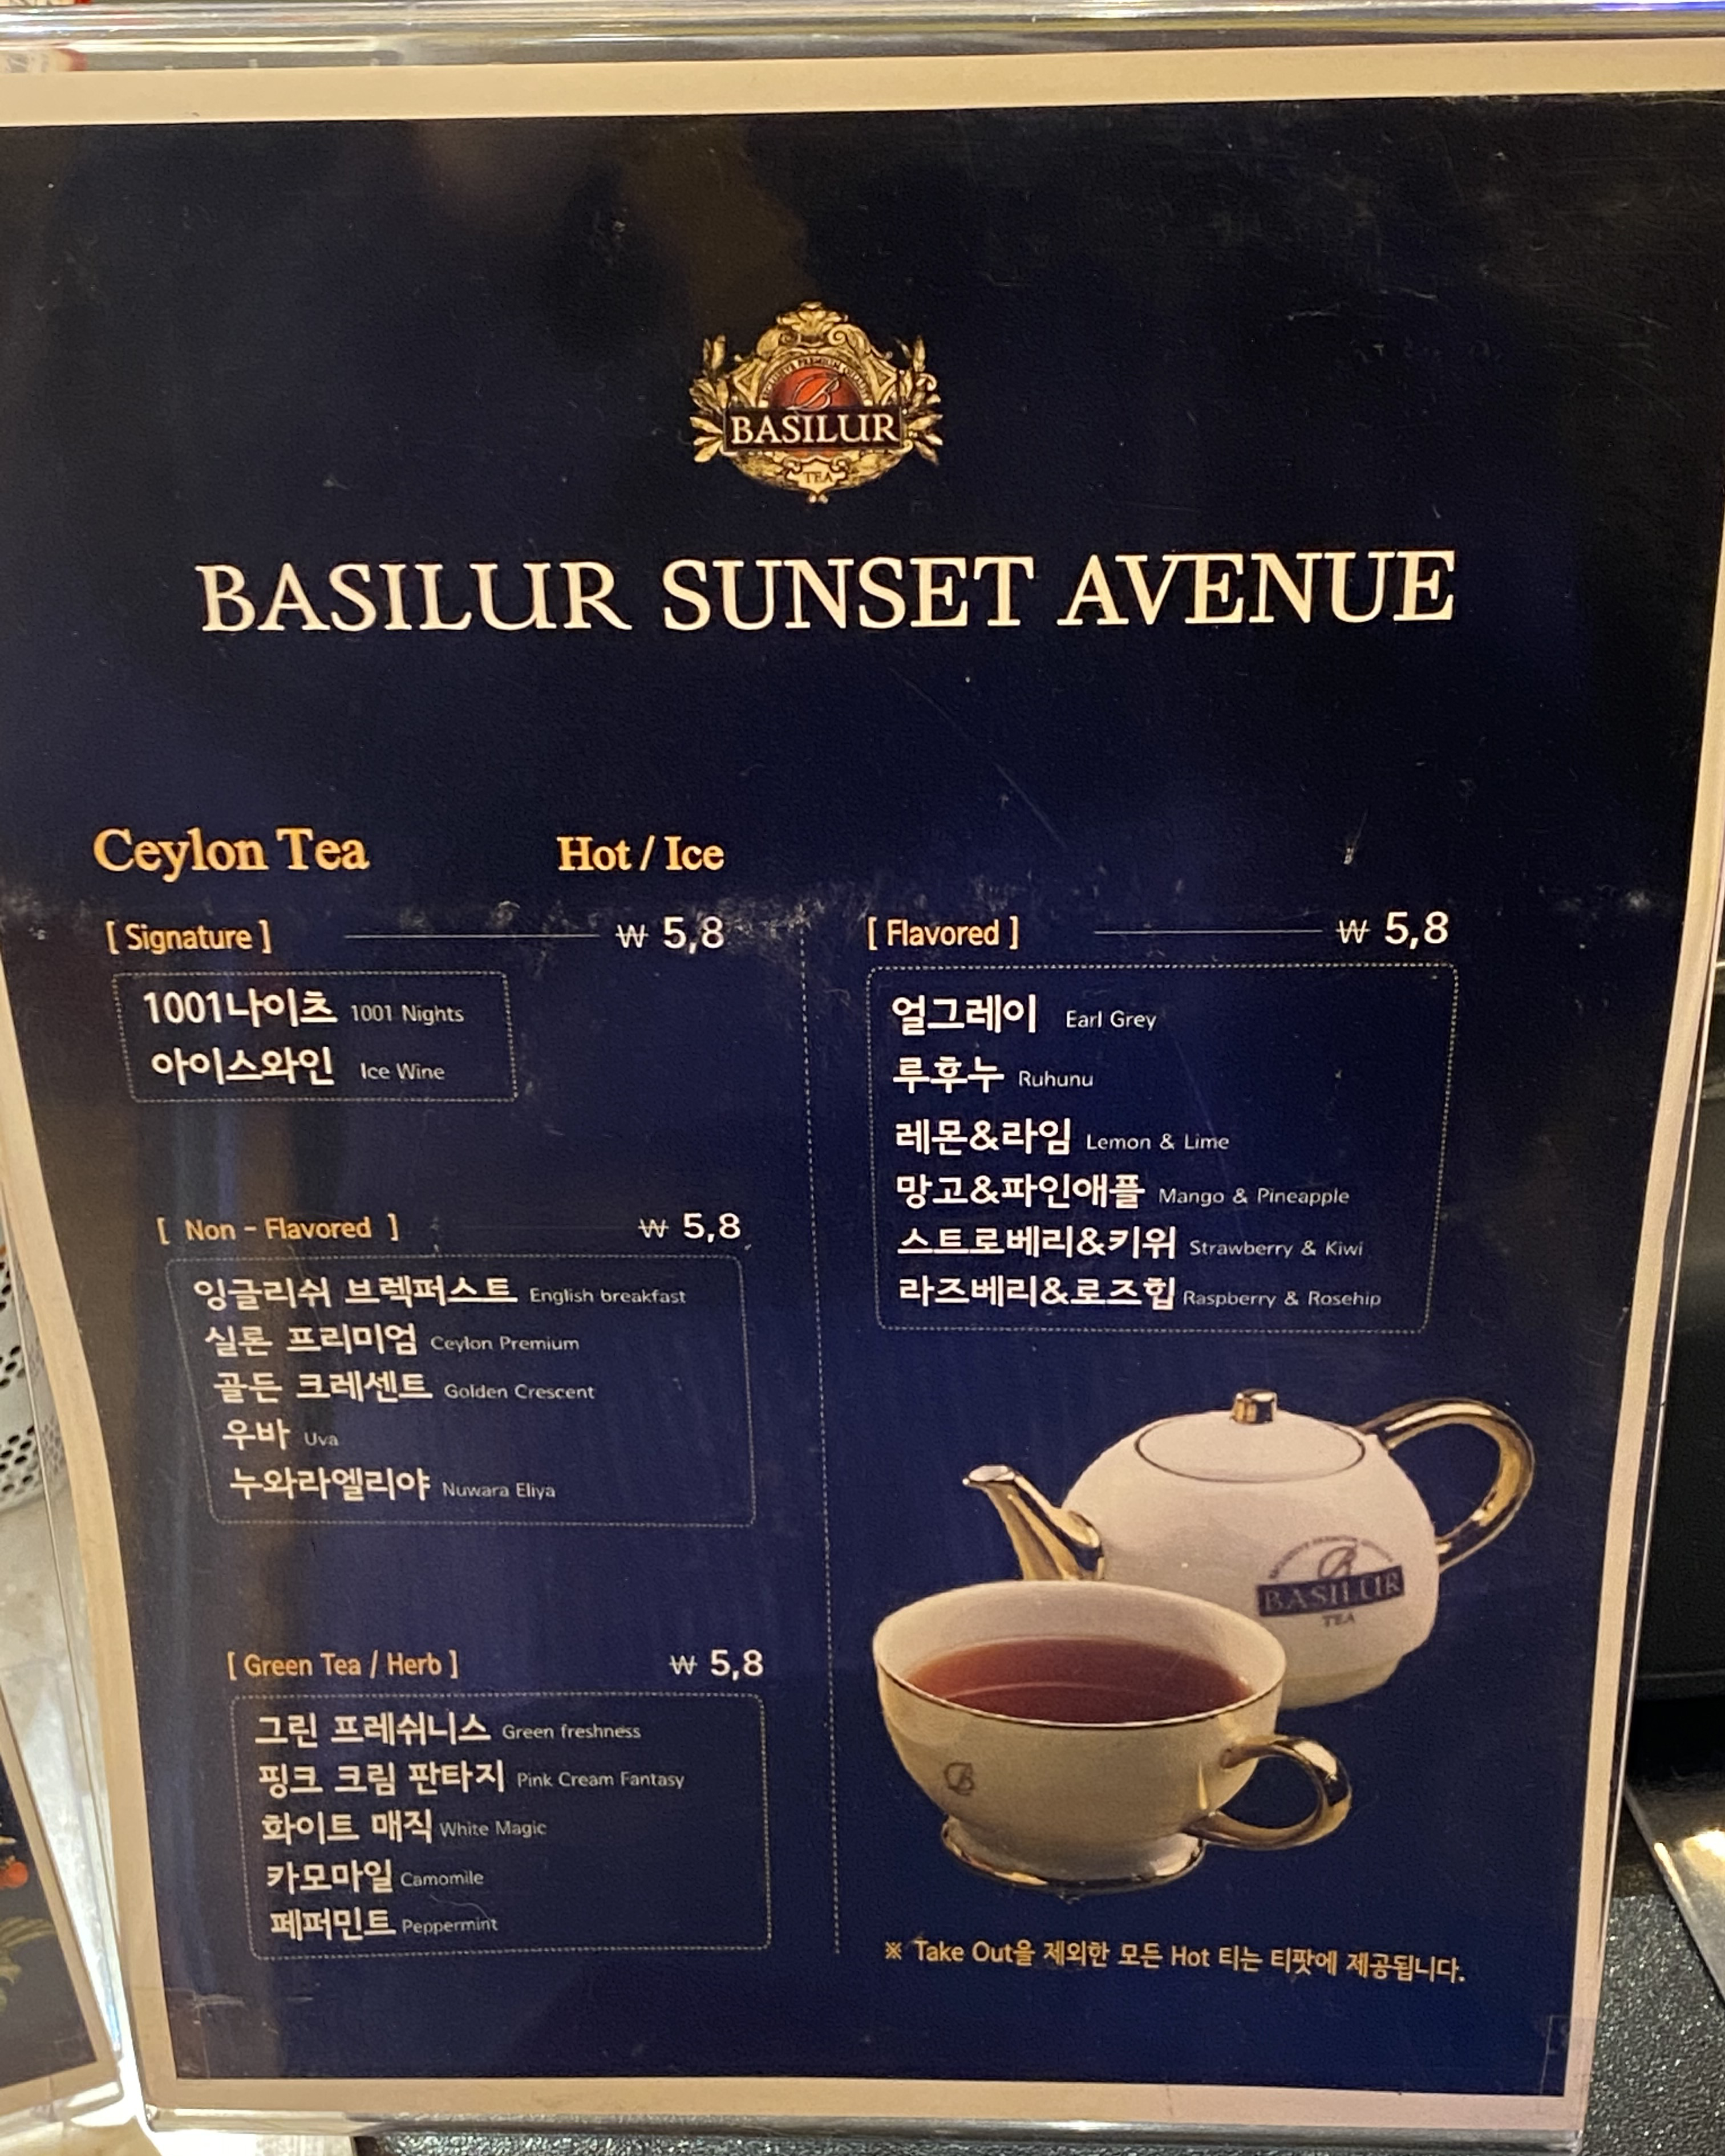 BASILUR
TEA
BASILUR SUNSET AVENUE
Ceylon Tea Hot / Ice
[ Signature ] ₩ 5,8
1001나이츠 1001 Nights
아이스와인 Ice Wine
[ Non - Flavored ] ₩ 5,8
잉글리쉬 브렉퍼스트 English breakfast
실론 프리미엄 Ceylon Premium
골든 크레센트 Golden Crescent
우바 Uva
누와라엘리야 Nuwara Eliya
[ Green Tea / Herb ] ₩ 5,8
그린 프레쉬니스 Green freshness
핑크 크림 판타지 Pink Cream Fantasy
화이트 매직 White Magic
카모마일 Camomile
페퍼민트 Peppermint
[ Flavored ] ₩ 5,8
얼그레이 Earl Grey
루후누 Ruhunu
레몬&라임 Lemon & Lime
망고&파인애플 Mango & Pineapple
스트로베리&키위 Strawberry & Kiwi
라즈베리&로즈힙 Raspberry & Rosehip
B
BASILUR
TEA
B
※ Take Out을 제외한 모든 Hot 티는 티팟에 제공됩니다.